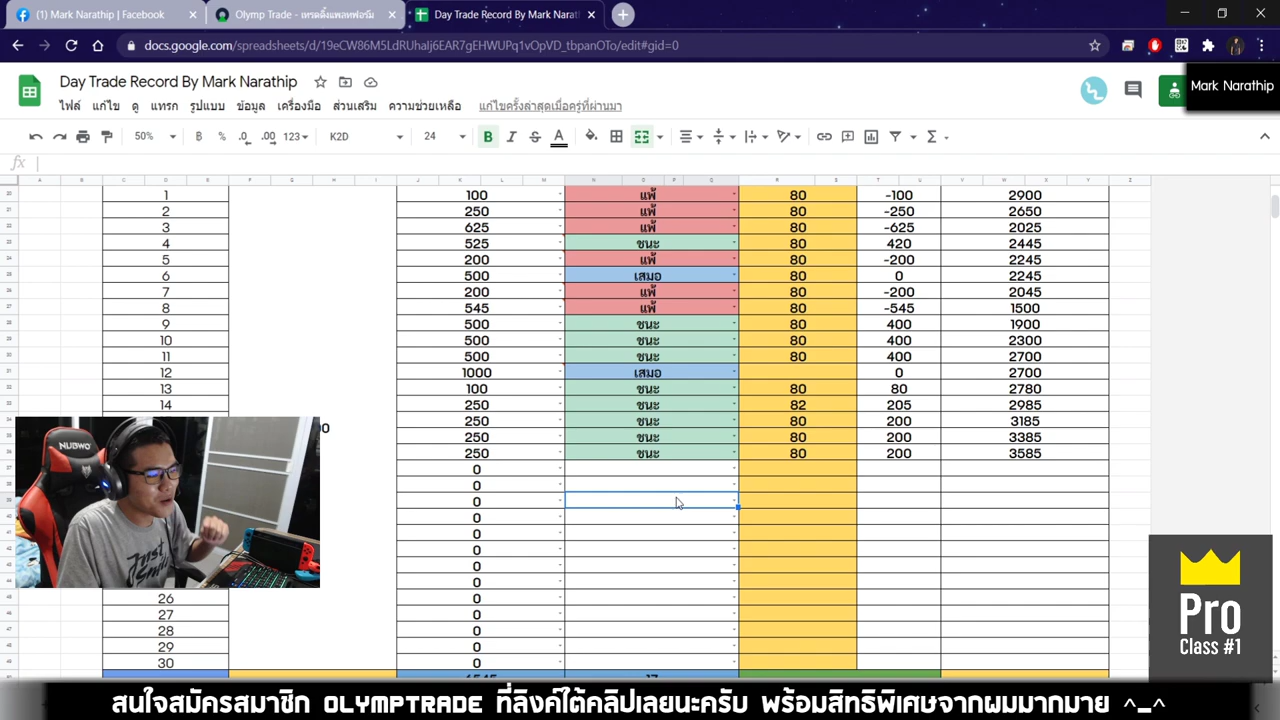 (1) Mark Narathip | Facebook
Olymp Trade - เทรดดิ้งแพลทฟอร์ม
Day Trade Record By Mark Narat
docs.google.com/spreadsheets/d/19eCW86M5LdRUhaIj6EAR7gEHWUPq1vOpVD_tbpanOTo/edit#gid=0
Day Trade Record By Mark Narathip
Mark Narathip
ไฟล์ แก้ไข ดู แทรก รูปแบบ ข้อมูล เครื่องมือ ส่วนเสริม ความช่วยเหลือ แก้ไขครั้งล่าสุดเมื่อครู่ที่ผ่านมา
50% ฿ % .0 .00 123 K2D 24 B I S A Σ
fx
1 100 แพ้ 80 -100 2900
2 250 แพ้ 80 -250 2650
3 625 แพ้ 80 -625 2025
4 525 ชนะ 80 420 2445
5 200 แพ้ 80 -200 2245
6 500 เสมอ 80 0 2245
7 200 แพ้ 80 -200 2045
8 545 แพ้ 80 -545 1500
9 500 ชนะ 80 400 1900
10 500 ชนะ 80 400 2300
11 500 ชนะ 80 400 2700
12 1000 เสมอ 0 2700
13 100 ชนะ 80 80 2780
14 250 ชนะ 82 205 2985
250 ชนะ 80 200 3185
250 ชนะ 80 200 3385
250 ชนะ 80 200 3585
0
0
0
0
0
0
0
0
26 0
27 0
28 0
29 0
30 0
NUBWO
Just
Pro
Class #1
สนใจสมัครสมาชิก OLYMPTRADE ที่ลิงค์ใต้คลิปเลยนะครับ พร้อมสิทธิพิเศษจากผมมากมาย ^_^